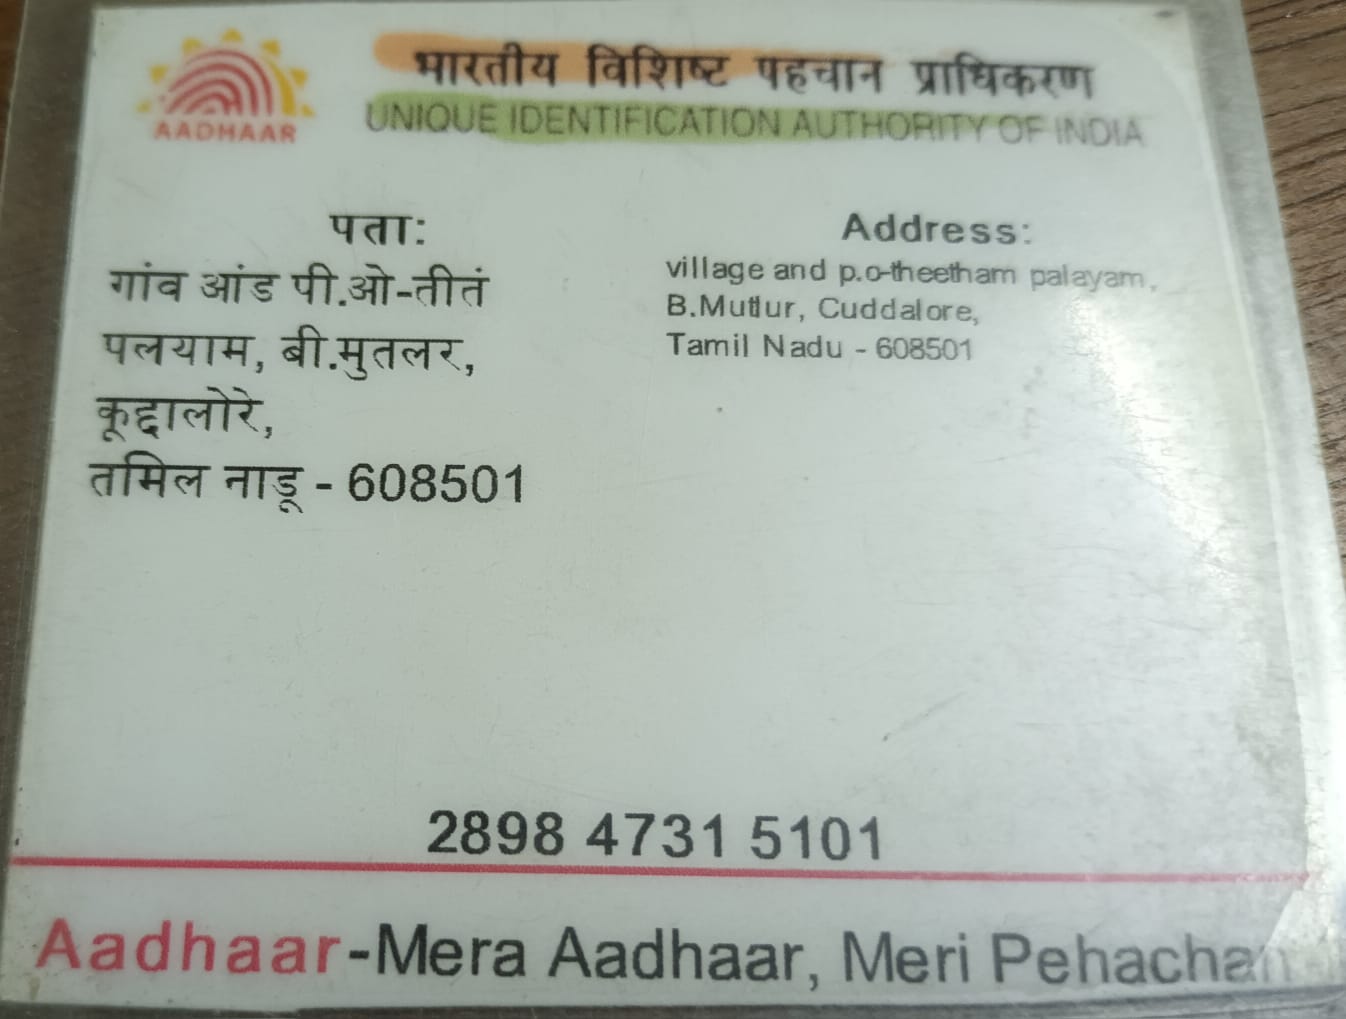 AADHAAR
भारतीय विशिष्ट पहचान प्राधिकरण
UNIQUE IDENTIFICATION AUTHORITY OF INDIA
पता:
गांव आंड पी.ओ-तीतं
पलयाम, बी.मुतलर,
कूद्दालोरे,
तमिल नाडू - 608501
Address:
village and p.o-theetham palayam,
B.Mutlur, Cuddalore,
Tamil Nadu - 608501
2898 4731 5101
Aadhaar-Mera Aadhaar, Meri Pehachan